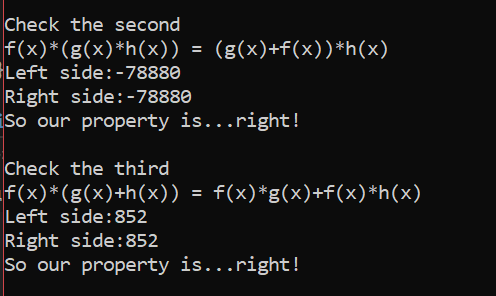 Check the second
f(x)*(g(x)*h(x)) = (g(x)+f(x))*h(x)
Left side:-78880
Right side:-78880
So our property is...right!
Check the third
f(x)*(g(x)+h(x)) = f(x)*g(x)+f(x)*h(x)
Left side:852
Right side:852
So our property is...right!